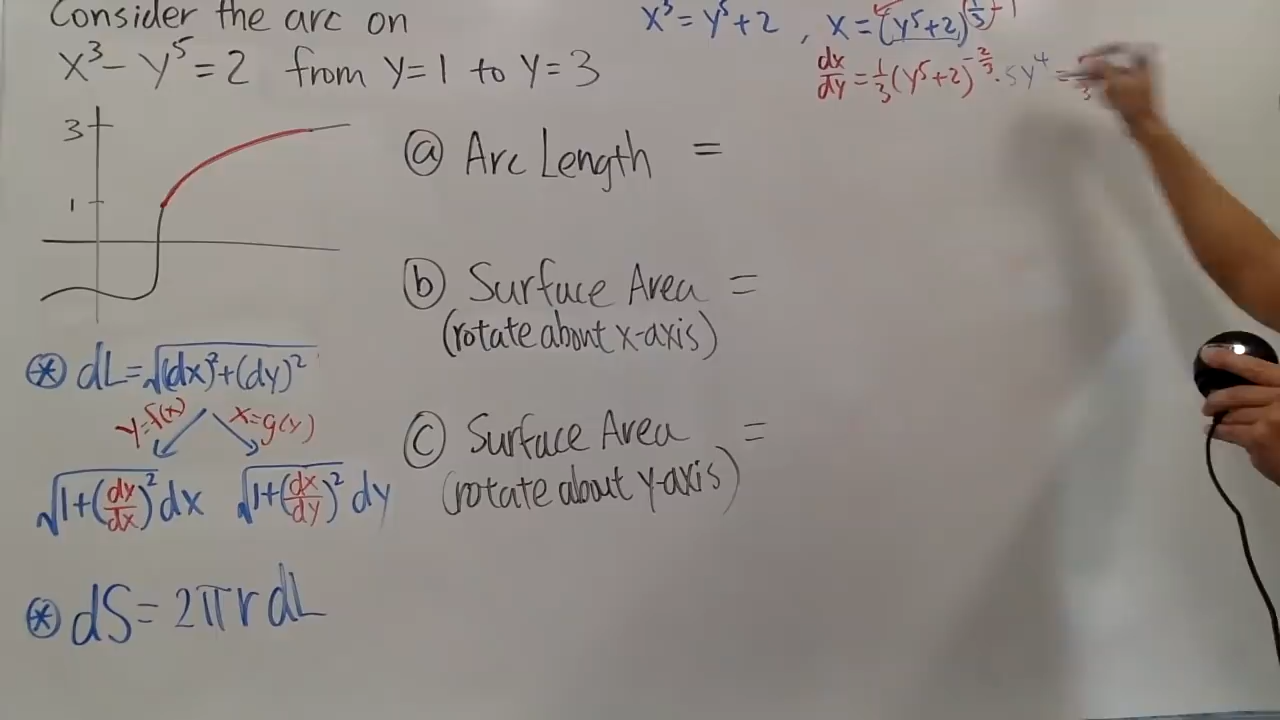 Consider the arc on
x³ - y⁵ = 2 from y=1 to y=3
x³ = y⁵+2 , x = (y⁵+2)^(1/3) -1
dx/dy = 1/3 (y⁵+2)^(-2/3) · 5y⁴ = /3
3
1
ⓐ Arc Length =
ⓑ Surface Area =
(rotate about x-axis)
ⓒ Surface Area =
(rotate about y-axis)
⊛ dL = √((dx)²+(dy)²)
y=f(x) x=g(y)
√(1+(dy/dx)²) dx √(1+(dx/dy)²) dy
⊛ dS = 2πr dL